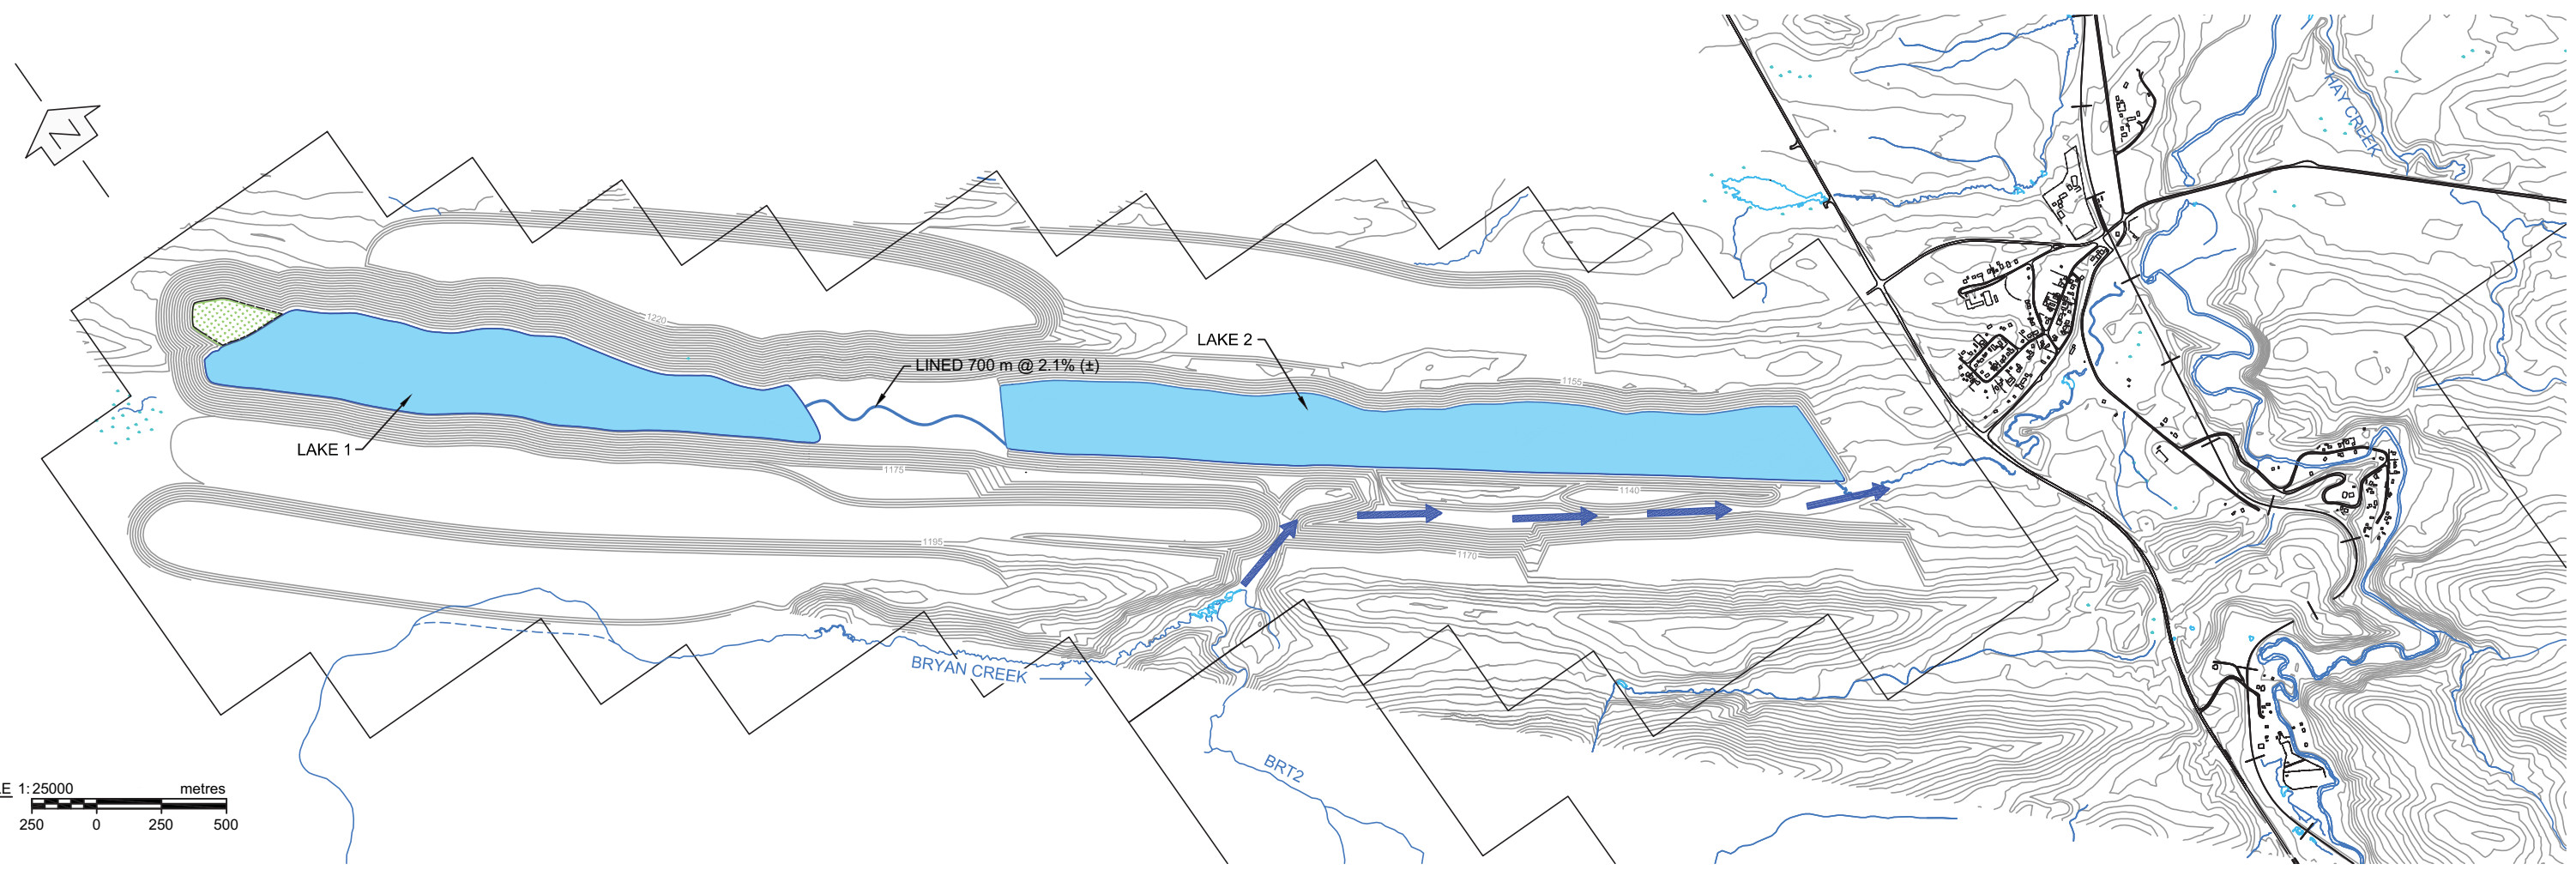 N
HAY CREEK
1220
LAKE 2
LINED 700 m @ 2.1% (±)
1155
LAKE 1
1175
1140
1195
1170
BRYAN CREEK
BRT2
E 1:25000 metres
250 0 250 500